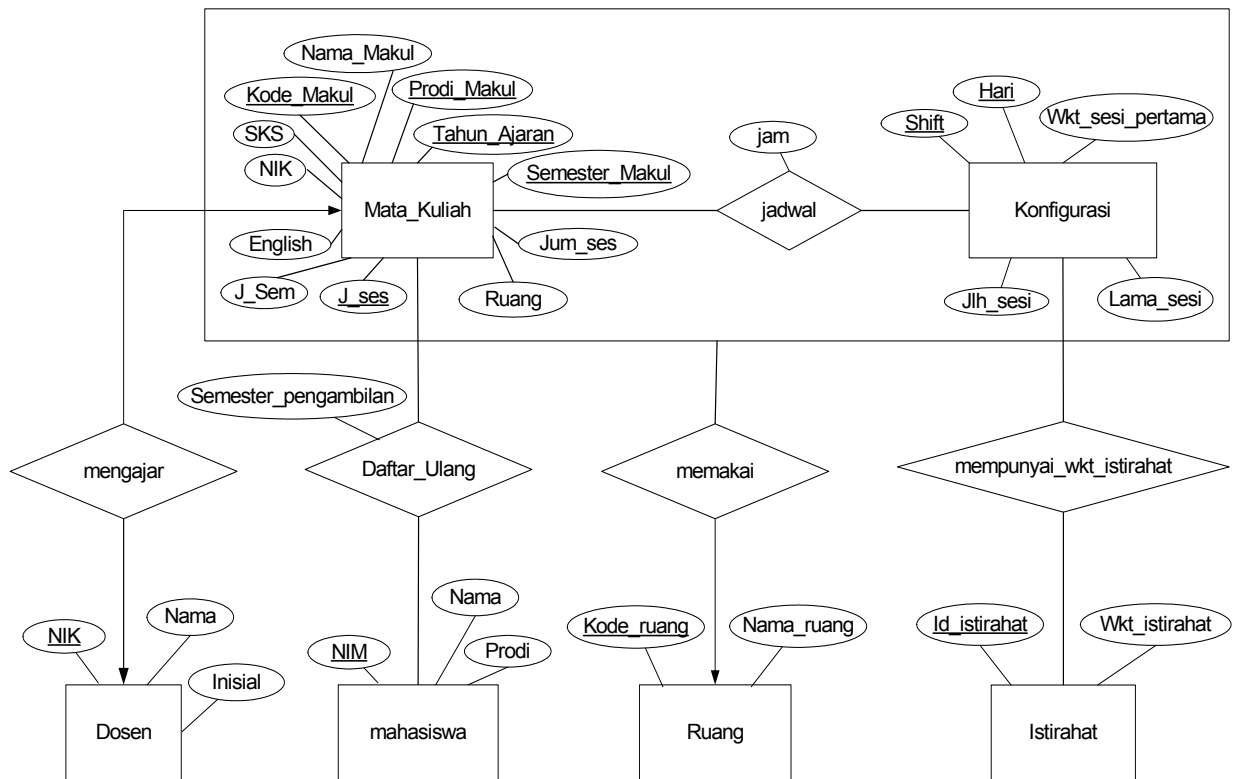 Nama_Makul
Kode_Makul
Prodi_Makul
Hari
SKS
Tahun_Ajaran
jam
Shift
Wkt_sesi_pertama
NIK
Semester_Makul
Mata_Kuliah
jadwal
Konfigurasi
English
Jum_ses
J_Sem
J_ses
Ruang
Jlh_sesi
Lama_sesi
Semester_pengambilan
mengajar
Daftar_Ulang
memakai
mempunyai_wkt_istirahat
NIK
Nama
Inisial
Dosen
NIM
Nama
Prodi
mahasiswa
Kode_ruang
Nama_ruang
Ruang
Id_istirahat
Wkt_istirahat
Istirahat